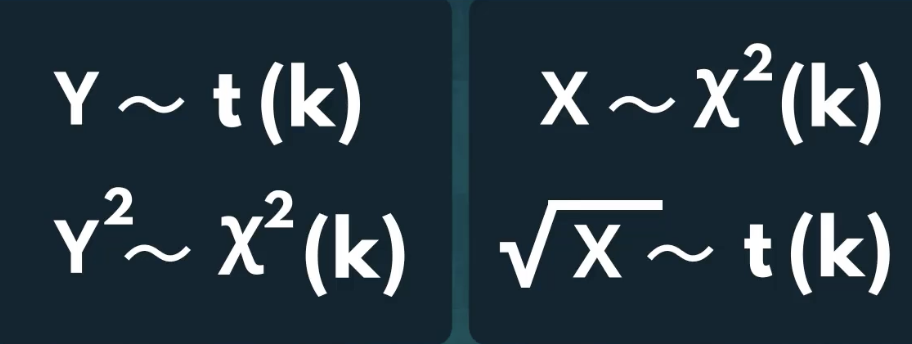 Y ~ t (k)
Y² ~ χ² (k)
X ~ χ² (k)
√X ~ t (k)